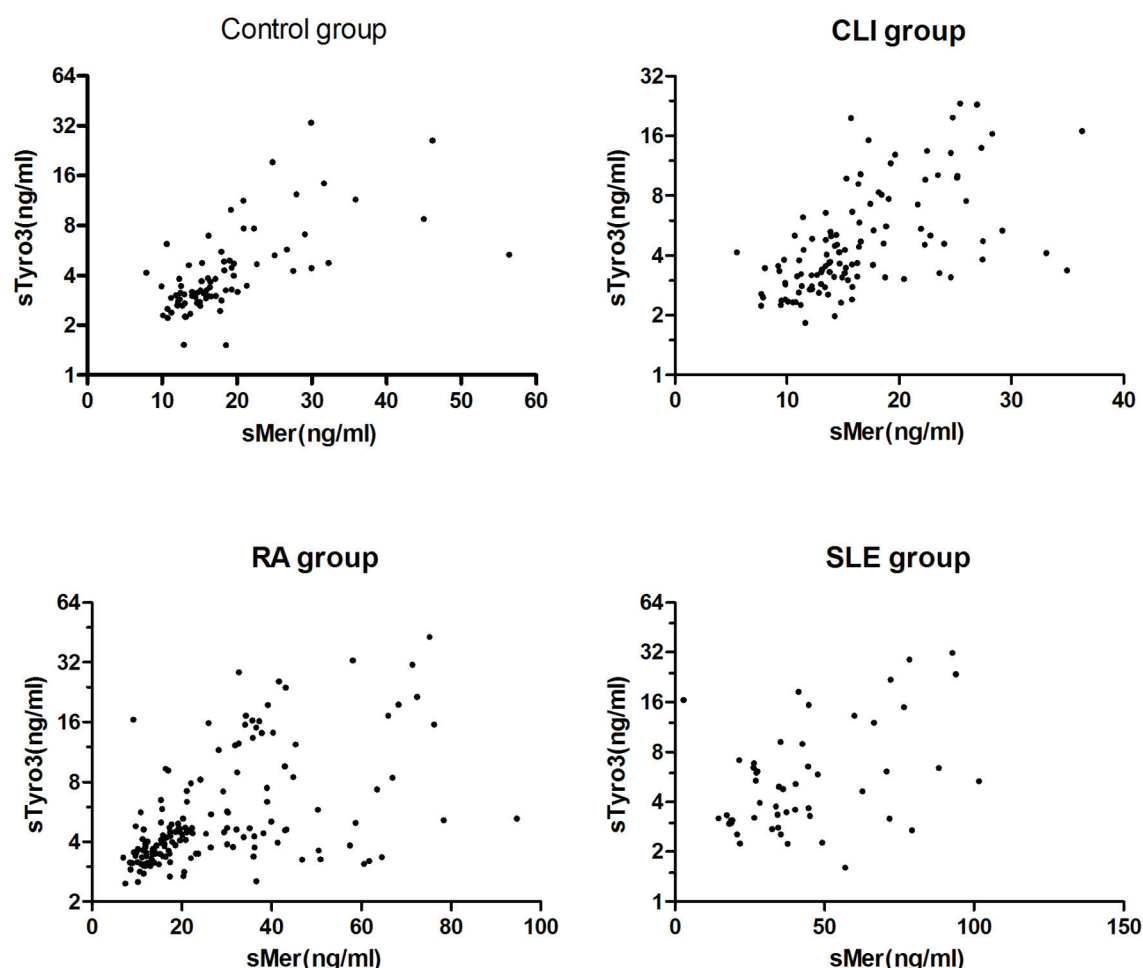 Control group
sTyro3(ng/ml)
64
32
16
8
4
2
1
0 10 20 30 40 50 60
sMer(ng/ml)
CLI group
sTyro3(ng/ml)
32
16
8
4
2
1
0 10 20 30 40
sMer(ng/ml)
RA group
sTyro3(ng/ml)
64
32
16
8
4
2
0 20 40 60 80 100
sMer(ng/ml)
SLE group
sTyro3(ng/ml)
64
32
16
8
4
2
1
0 50 100 150
sMer(ng/ml)